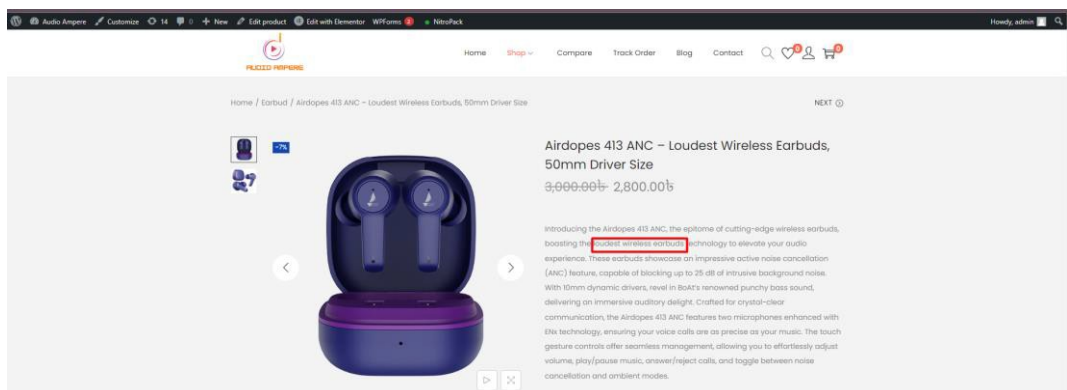 Audio Ampere Customize 14 0 New Edit product Edit with Elementor WPForms 2 NitroPack Howdy, admin
AUDIO AMPERE
Home Shop Compare Track Order Blog Contact 0 0
Home / Earbud / Airdopes 413 ANC – Loudest Wireless Earbuds, 50mm Driver Size NEXT
-7%
Airdopes 413 ANC – Loudest Wireless Earbuds,
50mm Driver Size
3,000.00৳ 2,800.00৳
Introducing the Airdopes 413 ANC, the epitome of cutting-edge wireless earbuds,
boasting the loudest wireless earbuds technology to elevate your audio
experience. These earbuds showcase an impressive active noise cancellation
(ANC) feature, capable of blocking up to 25 dB of intrusive background noise.
With 10mm dynamic drivers, revel in BoAt's renowned punchy bass sound,
delivering an immersive auditory delight. Crafted for crystal-clear
communication, the Airdopes 413 ANC features two microphones enhanced with
ENx technology, ensuring your voice calls are as precise as your music. The touch
gesture controls offer seamless management, allowing you to effortlessly adjust
volume, play/pause music, answer/reject calls, and toggle between noise
cancellation and ambient modes.